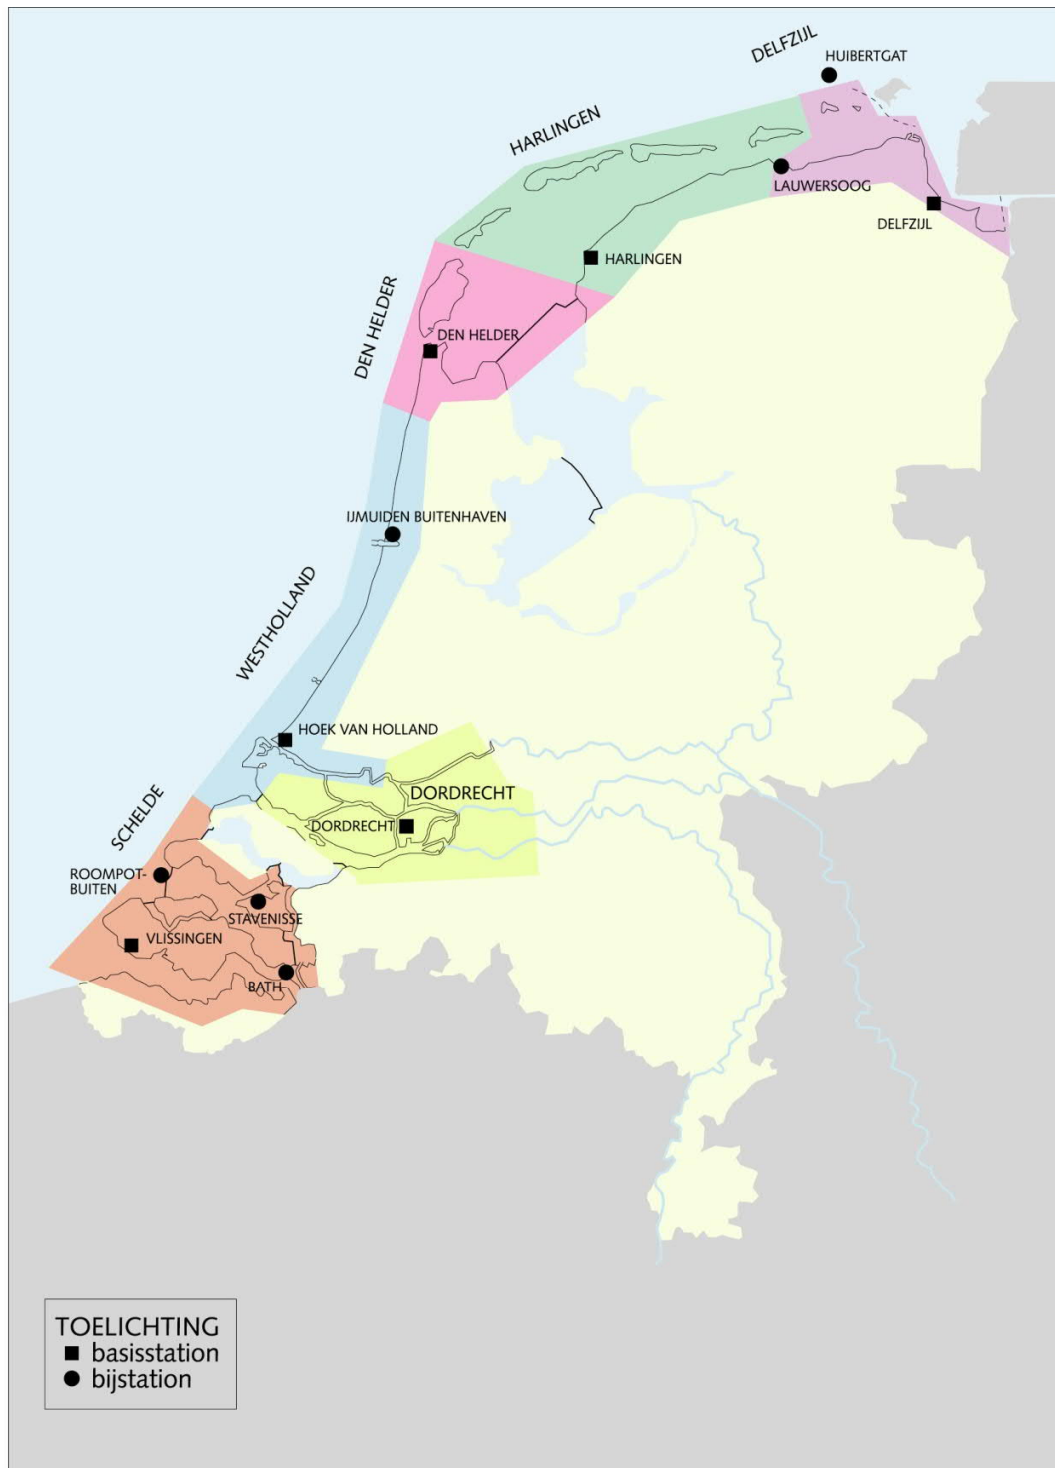 DELFZIJL
HUIBERTGAT
HARLINGEN
LAUWERSOOG
DELFZIJL
HARLINGEN
DEN HELDER
DEN HELDER
IJMUIDEN BUITENHAVEN
WESTHOLLAND
HOEK VAN HOLLAND
SCHELDE
DORDRECHT
DORDRECHT
ROOMPOT-
BUITEN
STAVENISSE
VLISSINGEN
BATH
TOELICHTING
basisstation
bijstation